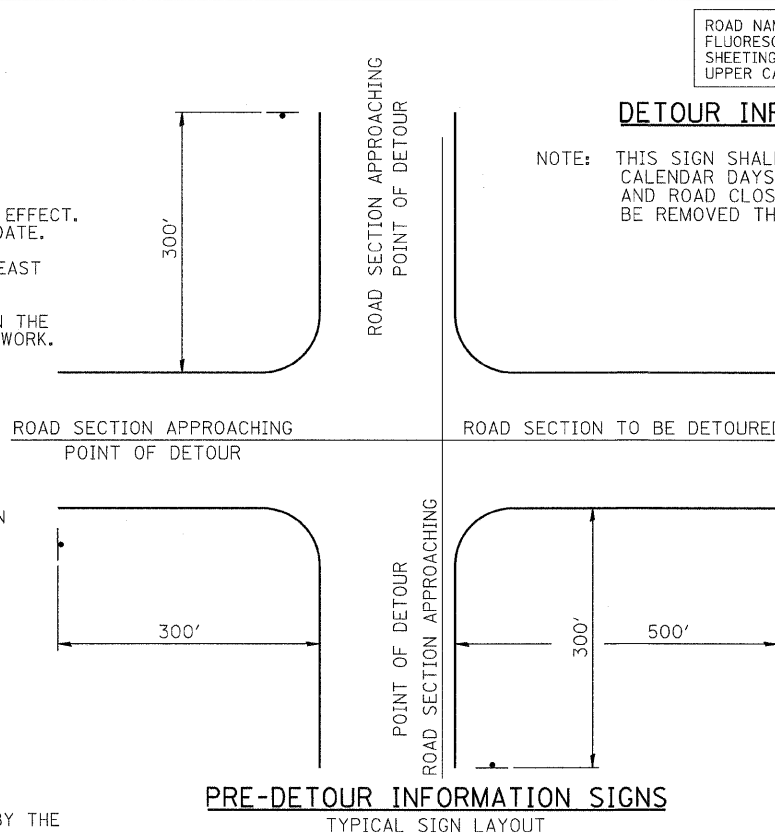 ROAD NAM
FLUORESC
SHEETING
UPPER CA
DETOUR INF
NOTE: THIS SIGN SHALL
CALENDAR DAYS
AND ROAD CLOS
BE REMOVED TH
EFFECT.
DATE.
EAST
N THE
WORK.
300'
ROAD SECTION APPROACHING
POINT OF DETOUR
ROAD SECTION APPROACHING
POINT OF DETOUR
ROAD SECTION TO BE DETOURED
N
300'
POINT OF DETOUR
ROAD SECTION APPROACHING
300'
500'
PRE-DETOUR INFORMATION SIGNS
TYPICAL SIGN LAYOUT
BY THE